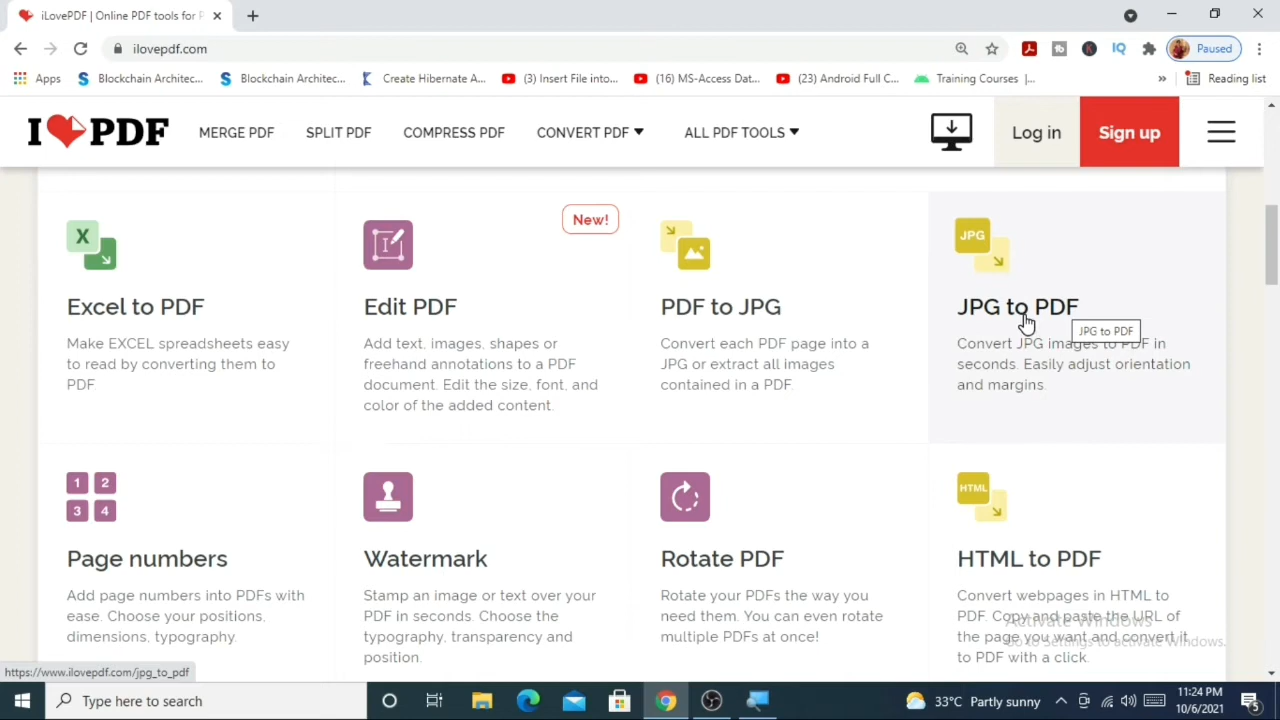 iLovePDF | Online PDF tools for P
ilovepdf.com
Paused
Apps
Blockchain Architec...
Blockchain Architec...
Create Hibernate A...
(3) Insert File into...
(16) MS-Access Dat...
(23) Android Full C...
Training Courses |...
»
Reading list
I PDF
MERGE PDF
SPLIT PDF
COMPRESS PDF
CONVERT PDF
ALL PDF TOOLS
Log in
Sign up
New!
X
JPG
Excel to PDF
Edit PDF
PDF to JPG
JPG to PDF
JPG to PDF
Make EXCEL spreadsheets easy
to read by converting them to
PDF
Add text, images, shapes or
freehand annotations to a PDF
document. Edit the size, font, and
color of the added content.
Convert each PDF page into a
JPG or extract all images
contained in a PDF.
Convert JPG images to PDF in
seconds. Easily adjust orientation
and margins.
1 2
3 4
HTML
Page numbers
Watermark
Rotate PDF
HTML to PDF
Add page numbers into PDFs with
ease. Choose your positions,
dimensions, typography.
Stamp an image or text over your
PDF in seconds. Choose the
typography, transparency and
position.
Rotate your PDFs the way you
need them. You can even rotate
multiple PDFs at once!
Convert webpages in HTML to
PDF. Copy and paste the URL of
the page you want and convert it
to PDF with a click.
Activate Windows
Go to Settings to activate Windows.
https://www.ilovepdf.com/jpg_to_pdf
Type here to search
33°C Partly sunny
11:24 PM
10/6/2021
5